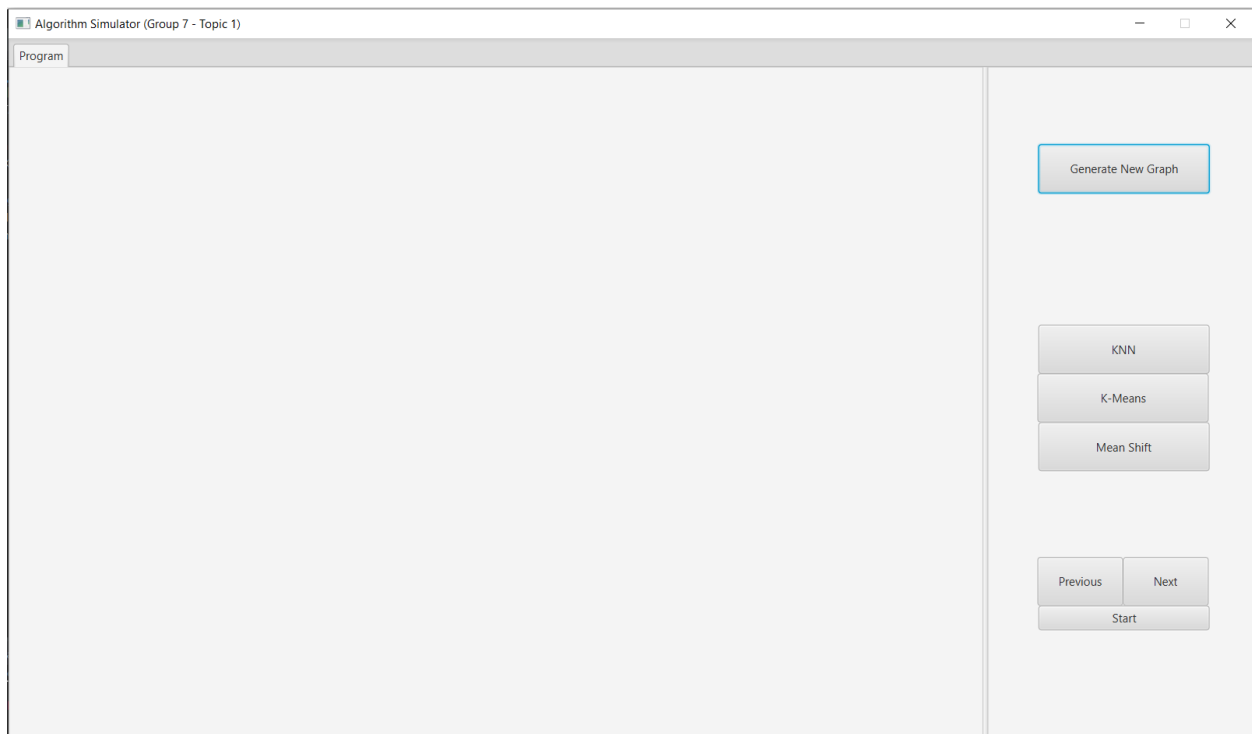 Algorithm Simulator (Group 7 - Topic 1)
Program
Generate New Graph
KNN
K-Means
Mean Shift
Previous Next
Start